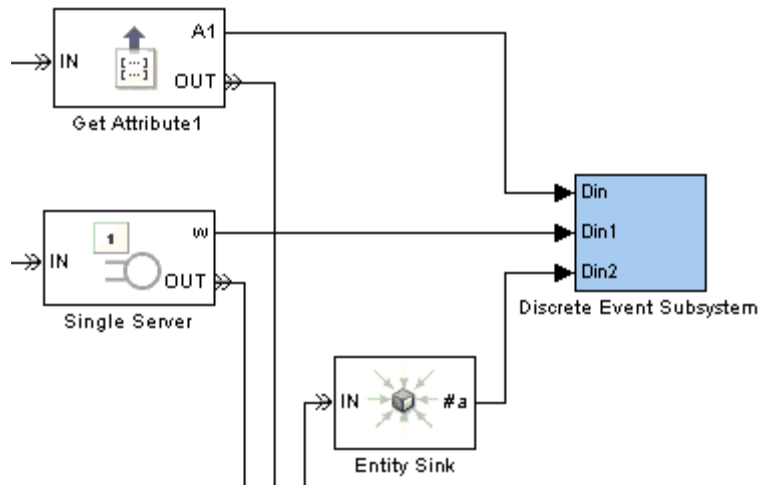 A1
IN
[...]
[...]
OUT
Get Attribute1
Din
1
w
Din1
IN
Din2
OUT
Discrete Event Subsystem
Single Server
IN
#a
Entity Sink